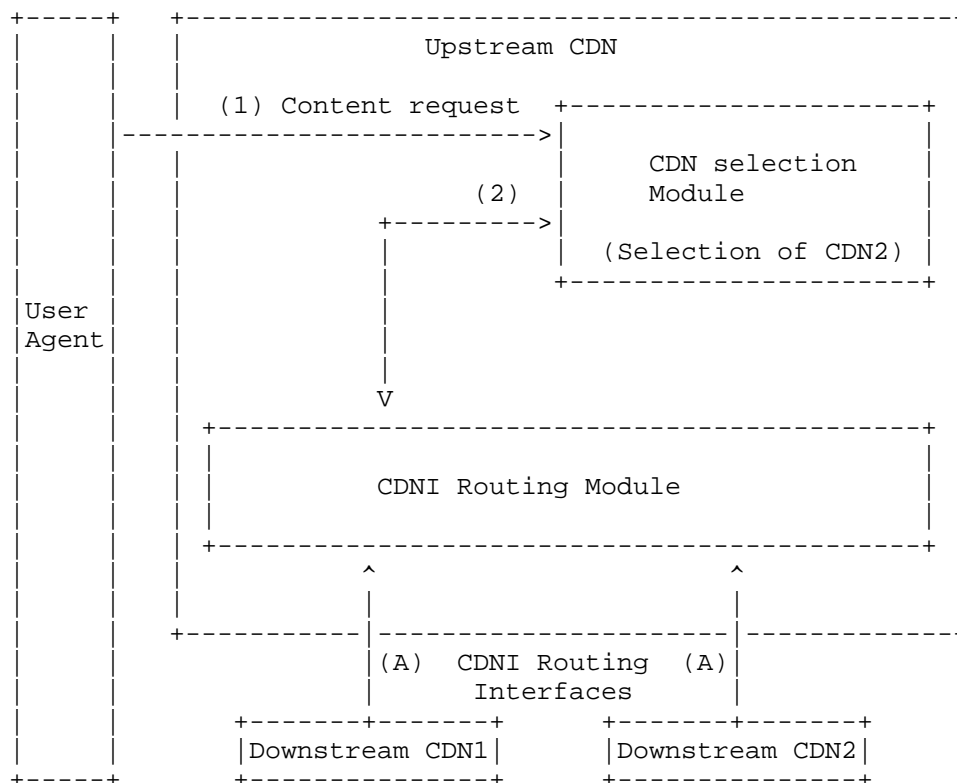 Upstream CDN
(1) Content request
CDN selection
Module
(2)
(Selection of CDN2)
User
Agent
CDNI Routing Module
(A) CDNI Routing (A)
Interfaces
Downstream CDN1 Downstream CDN2